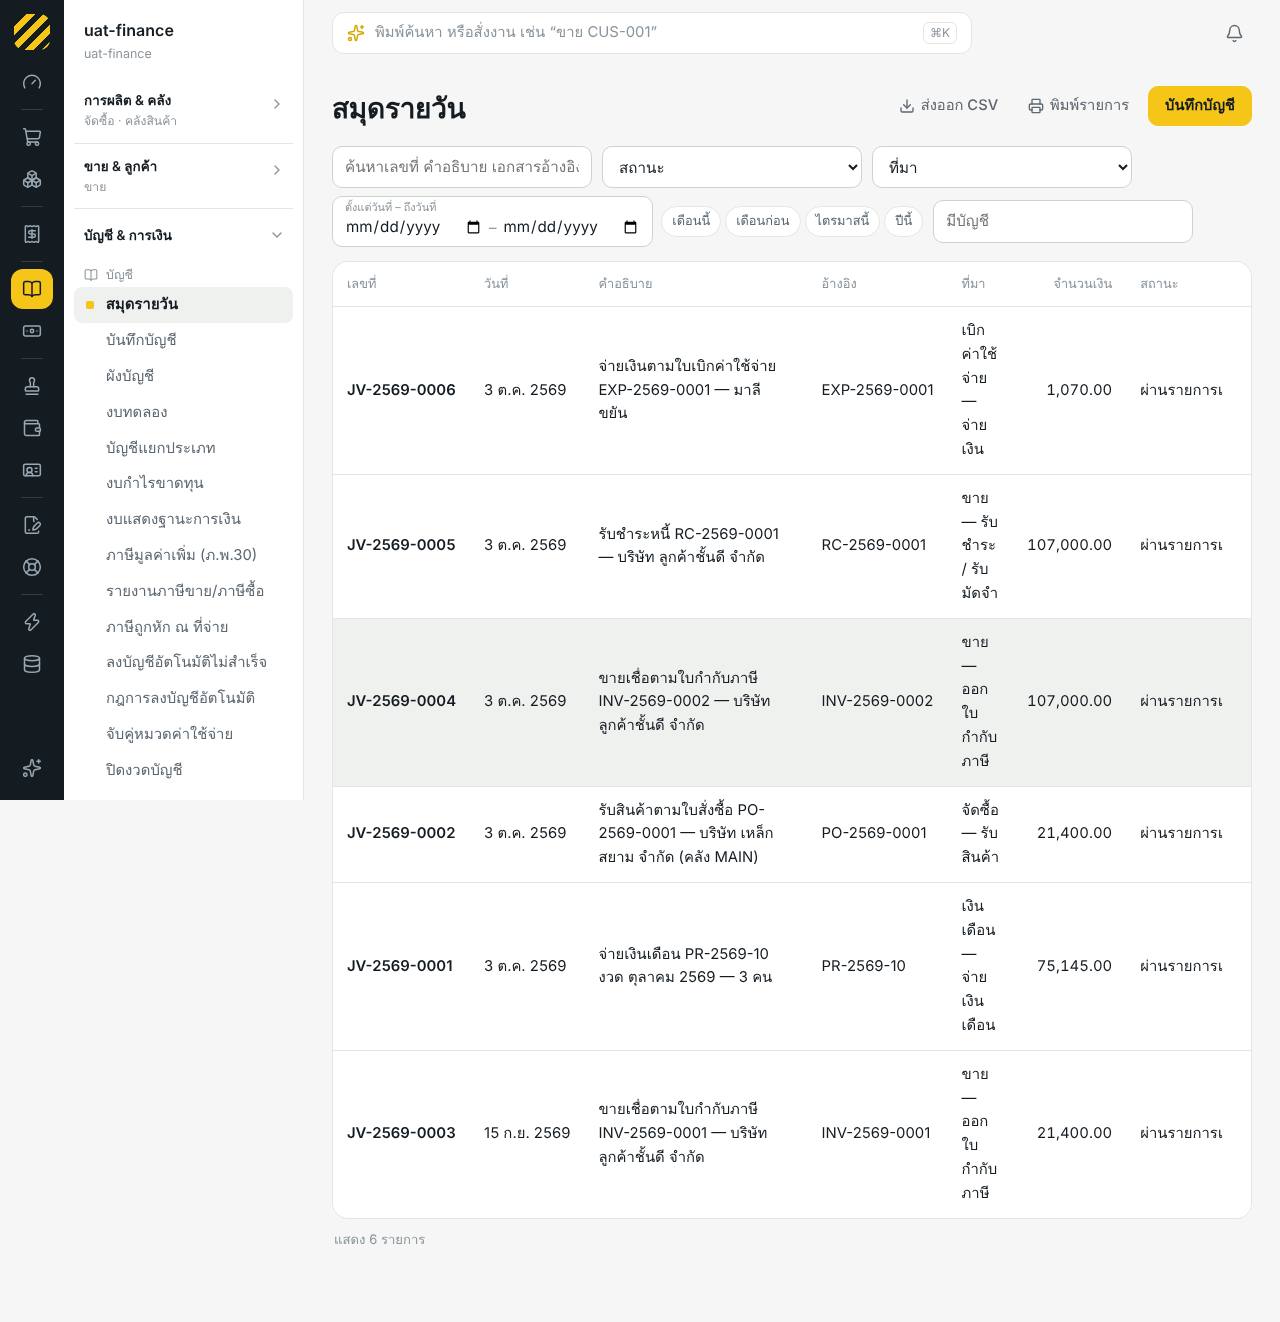 uat-finance
uat-finance
การผลิต & คลัง
จัดซื้อ · คลังสินค้า
ขาย & ลูกค้า
ขาย
บัญชี & การเงิน
บัญชี
สมุดรายวัน
บันทึกบัญชี
ผังบัญชี
งบทดลอง
บัญชีแยกประเภท
งบกำไรขาดทุน
งบแสดงฐานะการเงิน
ภาษีมูลค่าเพิ่ม (ภ.พ.30)
รายงานภาษีขาย/ภาษีซื้อ
ภาษีถูกหัก ณ ที่จ่าย
ลงบัญชีอัตโนมัติไม่สำเร็จ
กฎการลงบัญชีอัตโนมัติ
จับคู่หมวดค่าใช้จ่าย
ปิดงวดบัญชี
พิมพ์ค้นหา หรือสั่งงาน เช่น “ขาย CUS-001”
⌘K
สมุดรายวัน
ส่งออก CSV
พิมพ์รายการ
บันทึกบัญชี
ค้นหาเลขที่ คำอธิบาย เอกสารอ้างอิง
สถานะ
ที่มา
ตั้งแต่วันที่ – ถึงวันที่
mm/dd/yyyy – mm/dd/yyyy
เดือนนี้
เดือนก่อน
ไตรมาสนี้
ปีนี้
มีบัญชี
เลขที่ วันที่ คำอธิบาย อ้างอิง ที่มา จำนวนเงิน สถานะ
JV-2569-0006
3 ต.ค. 2569
จ่ายเงินตามใบเบิกค่าใช้จ่าย
EXP-2569-0001 — มาลี
ขยัน
EXP-2569-0001
เบิก
ค่าใช้
จ่าย
—
จ่าย
เงิน
1,070.00
ผ่านรายการเ
JV-2569-0005
3 ต.ค. 2569
รับชำระหนี้ RC-2569-0001
— บริษัท ลูกค้าชั้นดี จำกัด
RC-2569-0001
ขาย
— รับ
ชำระ
/ รับ
มัดจำ
107,000.00
ผ่านรายการเ
JV-2569-0004
3 ต.ค. 2569
ขายเชื่อตามใบกำกับภาษี
INV-2569-0002 — บริษัท
ลูกค้าชั้นดี จำกัด
INV-2569-0002
ขาย
—
ออก
ใบ
กำกับ
ภาษี
107,000.00
ผ่านรายการเ
JV-2569-0002
3 ต.ค. 2569
รับสินค้าตามใบสั่งซื้อ PO-
2569-0001 — บริษัท เหล็ก
สยาม จำกัด (คลัง MAIN)
PO-2569-0001
จัดซื้อ
— รับ
สินค้า
21,400.00
ผ่านรายการเ
JV-2569-0001
3 ต.ค. 2569
จ่ายเงินเดือน PR-2569-10
งวด ตุลาคม 2569 — 3 คน
PR-2569-10
เงิน
เดือน
—
จ่าย
เงิน
เดือน
75,145.00
ผ่านรายการเ
JV-2569-0003
15 ก.ย. 2569
ขายเชื่อตามใบกำกับภาษี
INV-2569-0001 — บริษัท
ลูกค้าชั้นดี จำกัด
INV-2569-0001
ขาย
—
ออก
ใบ
กำกับ
ภาษี
21,400.00
ผ่านรายการเ
แสดง 6 รายการ